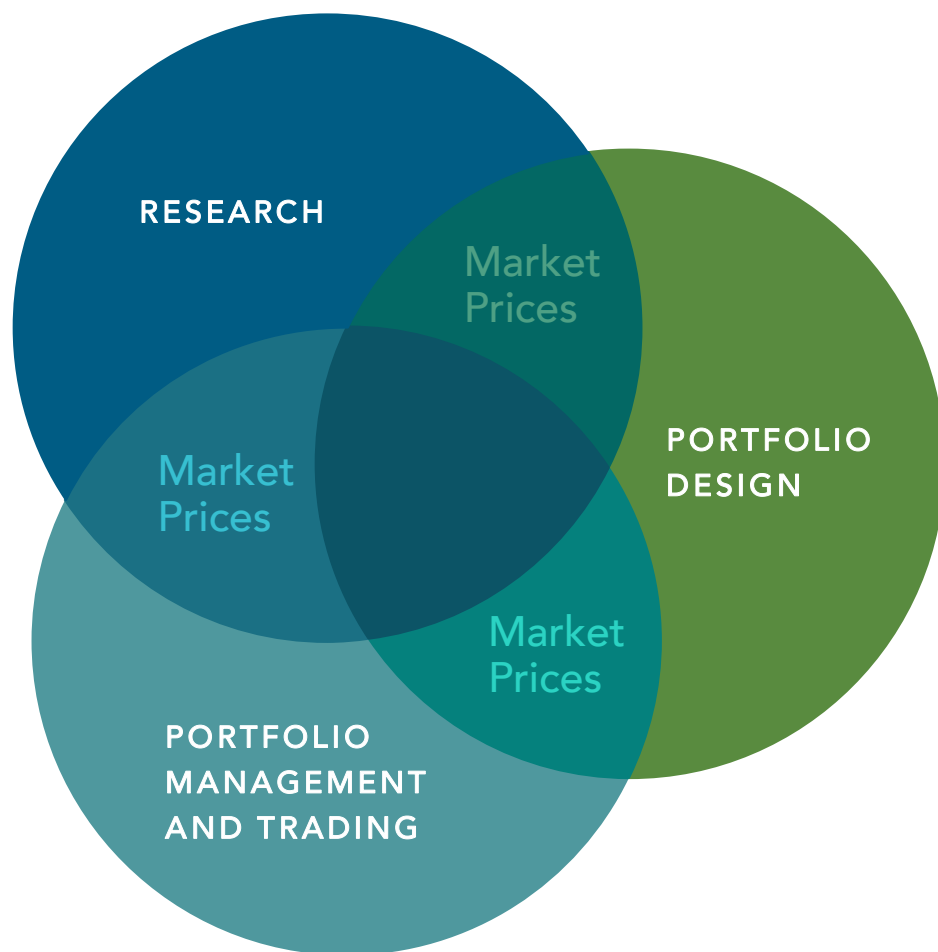 RESEARCH
Market
Prices
PORTFOLIO
DESIGN
Market
Prices
Market
Prices
PORTFOLIO
MANAGEMENT
AND TRADING